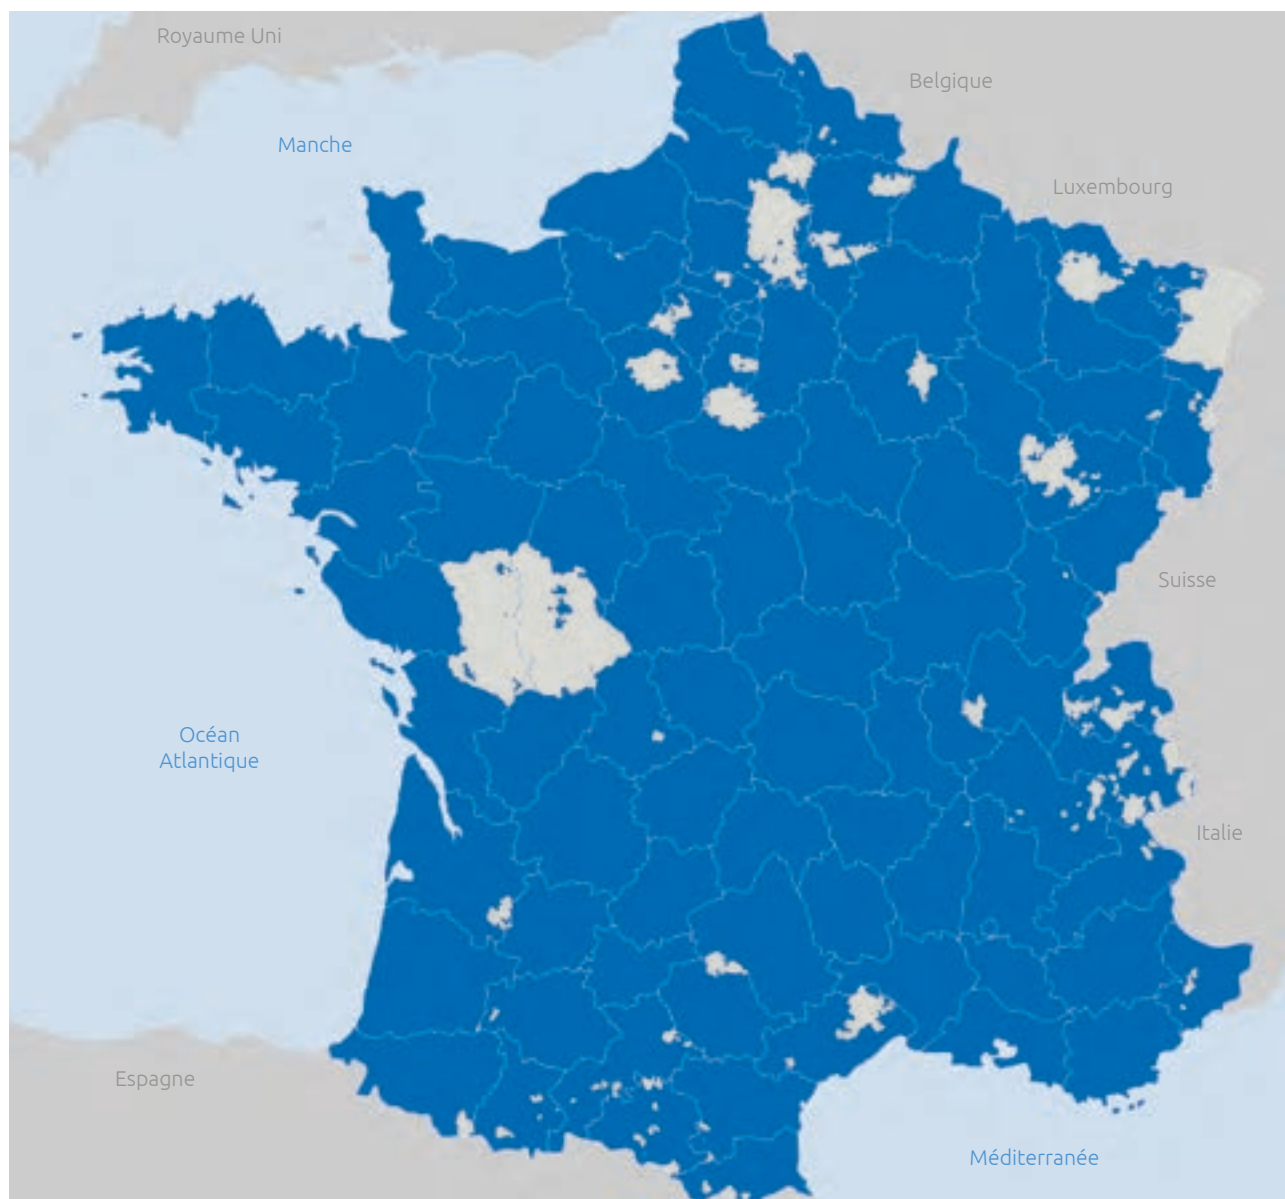 Royaume Uni
Belgique
Manche
Luxembourg
Suisse
Océan
Atlantique
Italie
Espagne
Méditerranée